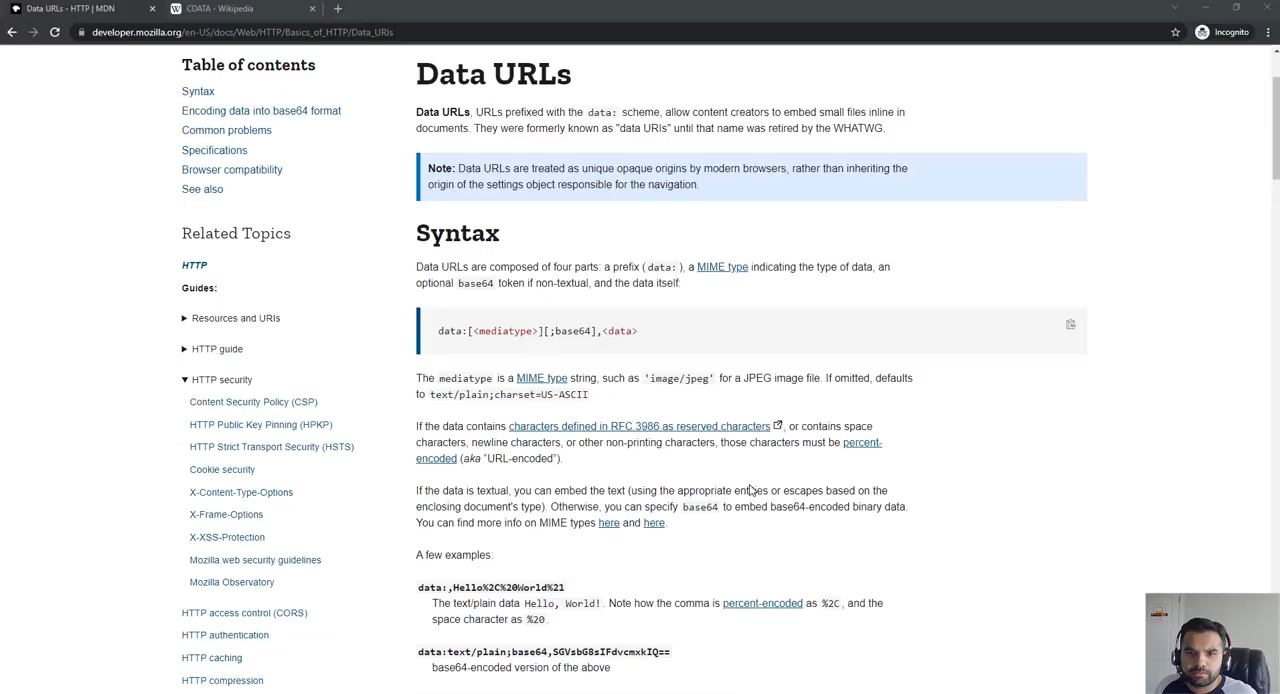 Data URLs - HTTP | MDN
CDATA - Wikipedia
developer.mozilla.org/en-US/docs/Web/HTTP/Basics_of_HTTP/Data_URIs
Incognito
Table of contents
Syntax
Encoding data into base64 format
Common problems
Specifications
Browser compatibility
See also
Related Topics
HTTP
Guides:
Resources and URIs
HTTP guide
HTTP security
Content Security Policy (CSP)
HTTP Public Key Pinning (HPKP)
HTTP Strict Transport Security (HSTS)
Cookie security
X-Content-Type-Options
X-Frame-Options
X-XSS-Protection
Mozilla web security guidelines
Mozilla Observatory
HTTP access control (CORS)
HTTP authentication
HTTP caching
HTTP compression
Data URLs
Data URLs, URLs prefixed with the data: scheme, allow content creators to embed small files inline in
documents. They were formerly known as "data URIs" until that name was retired by the WHATWG.
Note: Data URLs are treated as unique opaque origins by modern browsers, rather than inheriting the
origin of the settings object responsible for the navigation.
Syntax
Data URLs are composed of four parts: a prefix (data:), a MIME type indicating the type of data, an
optional base64 token if non-textual, and the data itself:
data:[<mediatype>][;base64],<data>
The mediatype is a MIME type string, such as 'image/jpeg' for a JPEG image file. If omitted, defaults
to text/plain;charset=US-ASCII
If the data contains characters defined in RFC 3986 as reserved characters, or contains space
characters, newline characters, or other non-printing characters, those characters must be percent-
encoded (aka "URL-encoded").
If the data is textual, you can embed the text (using the appropriate entities or escapes based on the
enclosing document's type). Otherwise, you can specify base64 to embed base64-encoded binary data.
You can find more info on MIME types here and here.
A few examples:
data:,Hello%2C%20World%21
The text/plain data Hello, World!. Note how the comma is percent-encoded as %2C, and the
space character as %20.
data:text/plain;base64,SGVsbG8sIFdvcmxkIQ==
base64-encoded version of the above